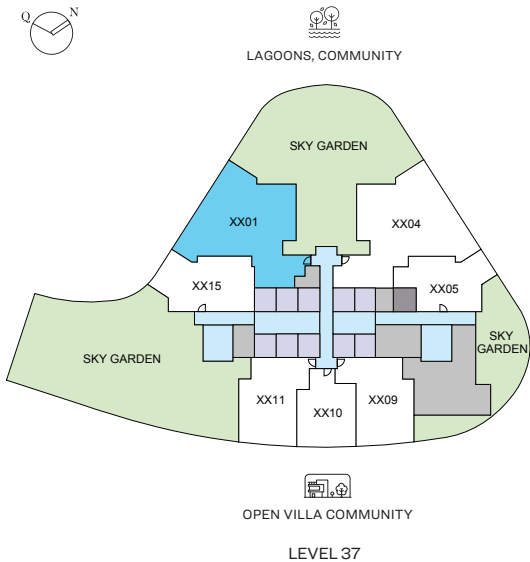 Q N
LAGOONS, COMMUNITY
SKY GARDEN
XX01
XX04
XX15
XX05
SKY GARDEN
SKY
GARDEN
XX11
XX10
XX09
OPEN VILLA COMMUNITY
LEVEL 37